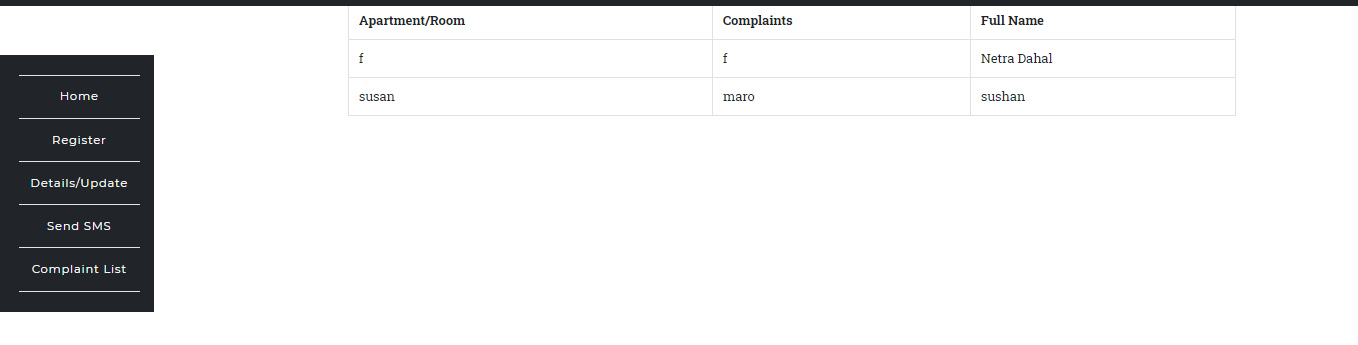 Apartment/Room Complaints Full Name
f f Netra Dahal
susan maro sushan
Home
Register
Details/Update
Send SMS
Complaint List